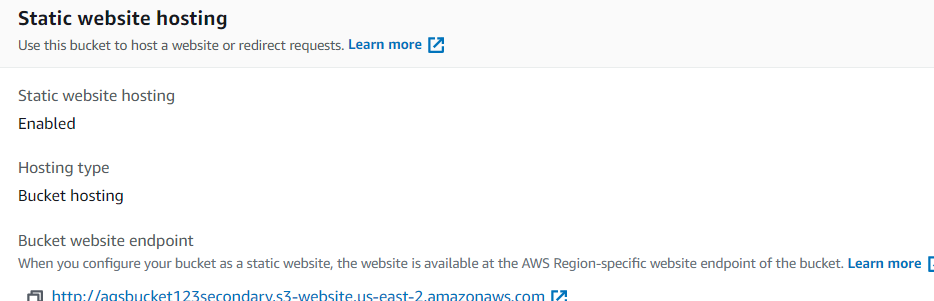 Static website hosting
Use this bucket to host a website or redirect requests. Learn more
Static website hosting
Enabled
Hosting type
Bucket hosting
Bucket website endpoint
When you configure your bucket as a static website, the website is available at the AWS Region-specific website endpoint of the bucket. Learn more
http://aqsbucket123secondary.s3-website.us-east-2.amazonaws.com